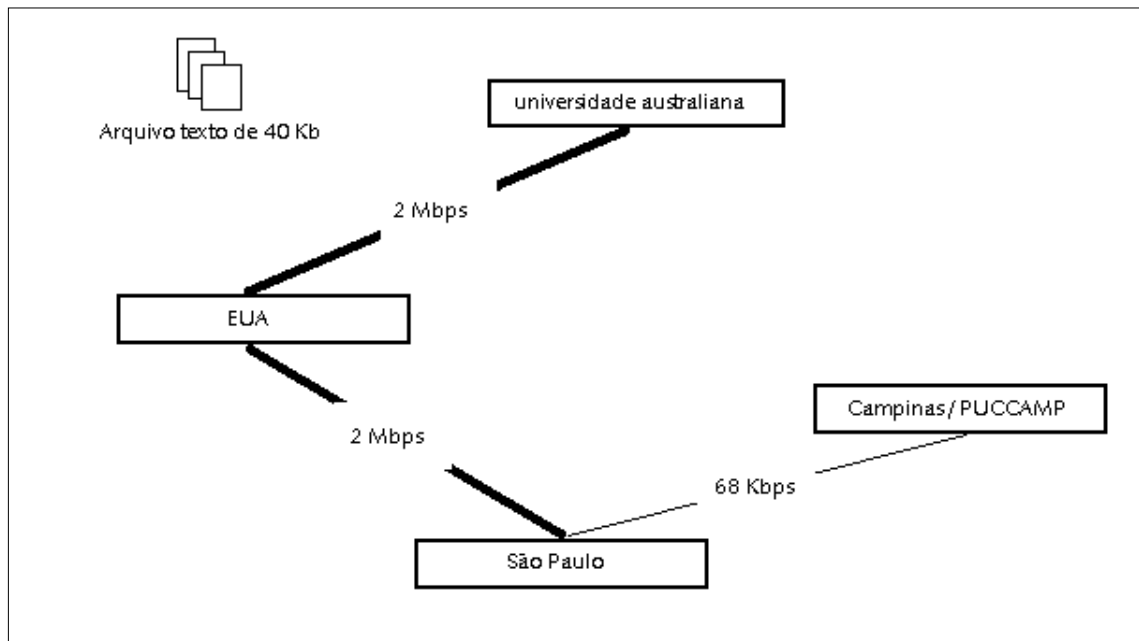 universidade australiana
Arquivo texto de 40 Kb
2 Mbps
EUA
Campinas/ PUCCAMP
2 Mbps
68 Kbps
São Paulo